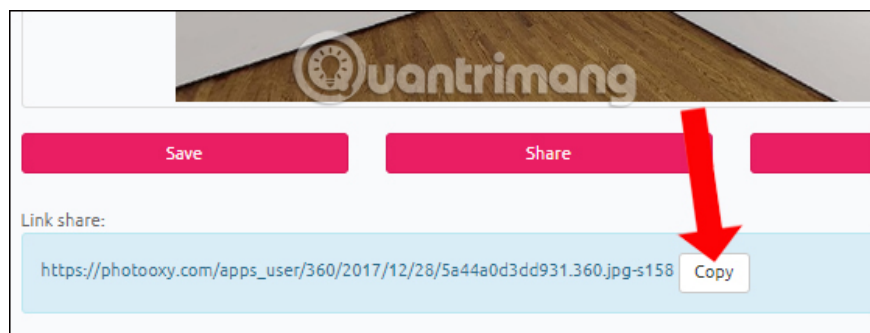 Quantrimang
Save
Share
Link share:
https://photooxy.com/apps_user/360/2017/12/28/5a44a0d3dd931.360.jpg-s158
Copy